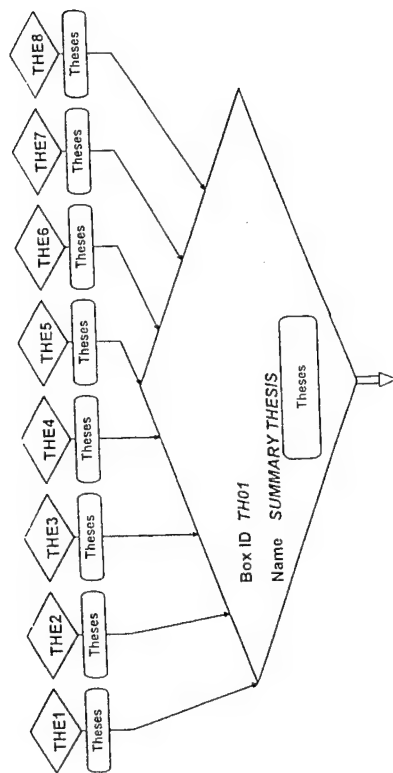 THE1
THE2
THE3
THE4
THE5
THE6
THE7
THE8
Theses
Theses
Theses
Theses
Theses
Theses
Theses
Theses
Box ID TH01
Name SUMMARY THESIS
Theses